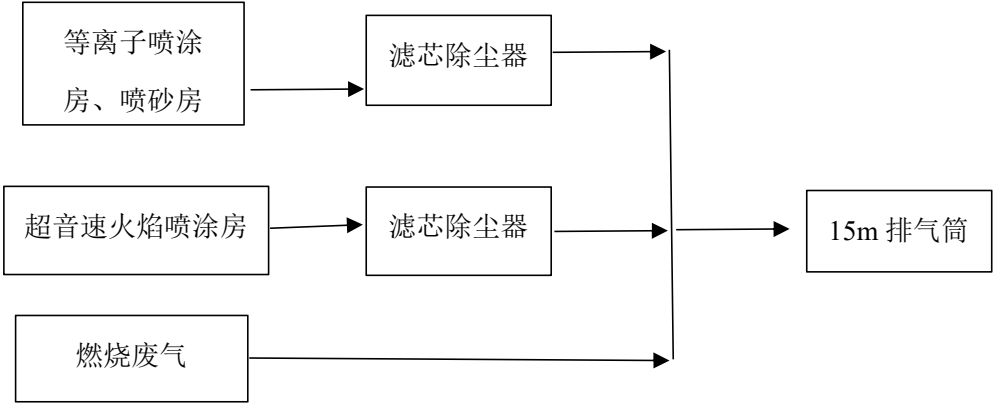 等离子喷涂
房、喷砂房
滤芯除尘器
超音速火焰喷涂房
滤芯除尘器
15m 排气筒
燃烧废气